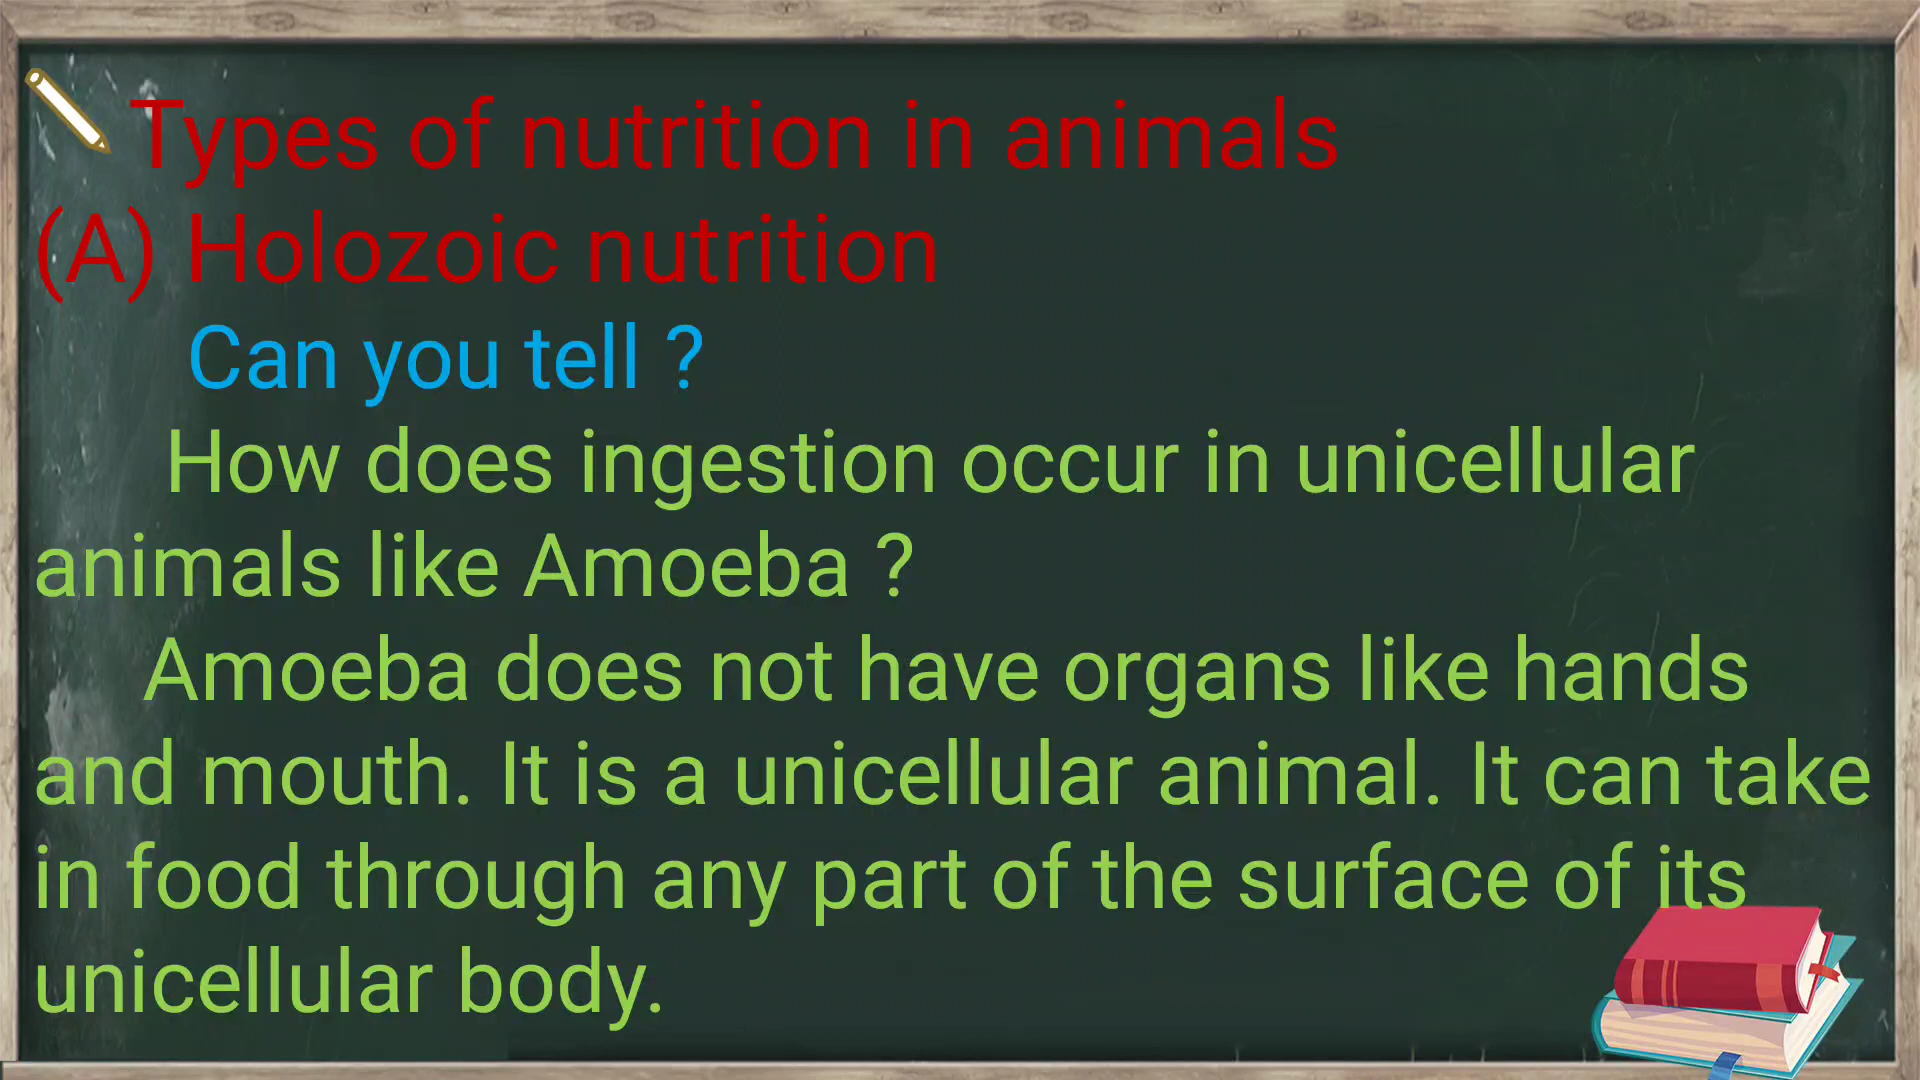 Types of nutrition in animals
(A) Holozoic nutrition
Can you tell ?
How does ingestion occur in unicellular
animals like Amoeba ?
Amoeba does not have organs like hands
and mouth. It is a unicellular animal. It can take
in food through any part of the surface of its
unicellular body.